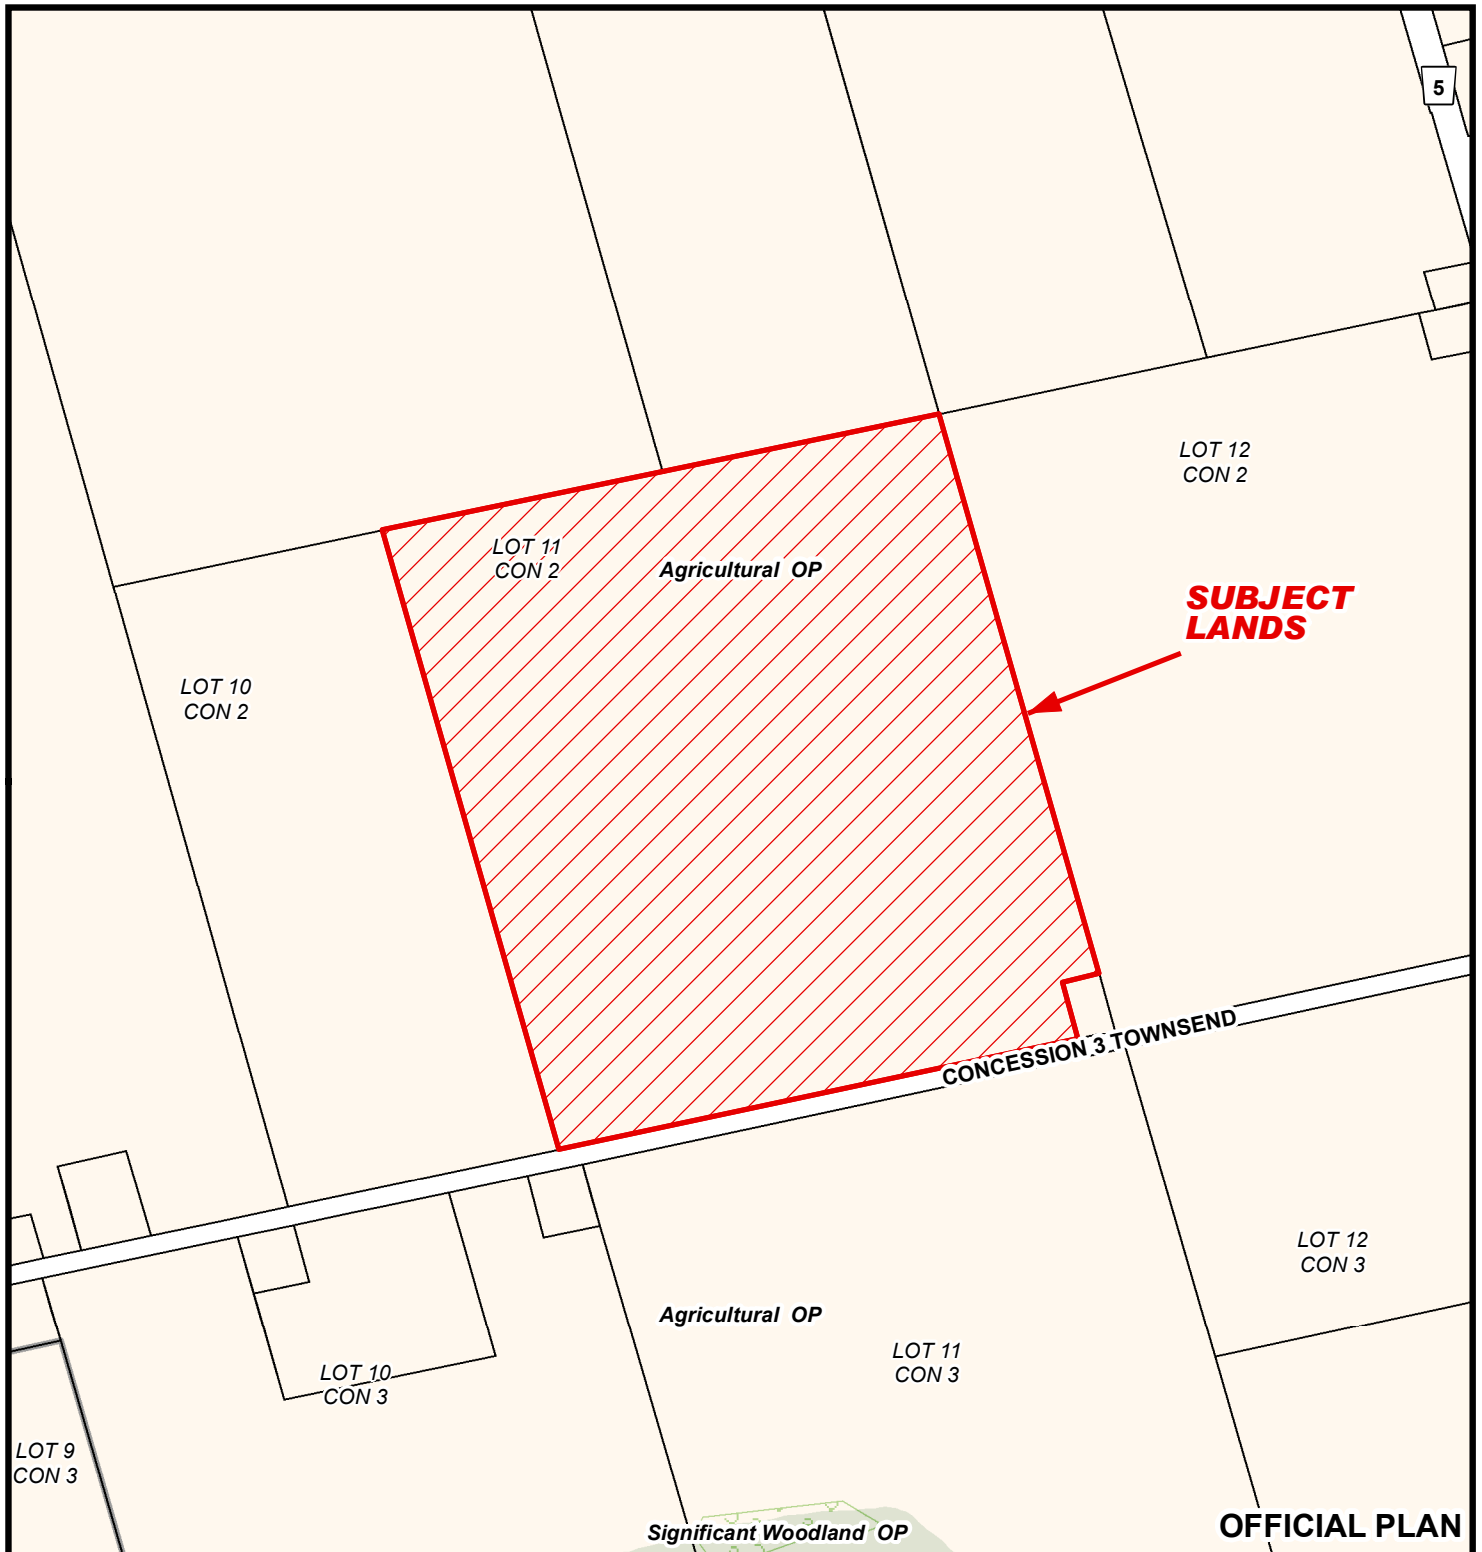 5
LOT 12
CON 2
LOT 11
CON 2
Agricultural OP
SUBJECT
LANDS
LOT 10
CON 2
CONCESSION 3 TOWNSEND
LOT 12
CON 3
Agricultural OP
LOT 11
CON 3
LOT 10
CON 3
LOT 9
CON 3
Significant Woodland OP
OFFICIAL PLAN